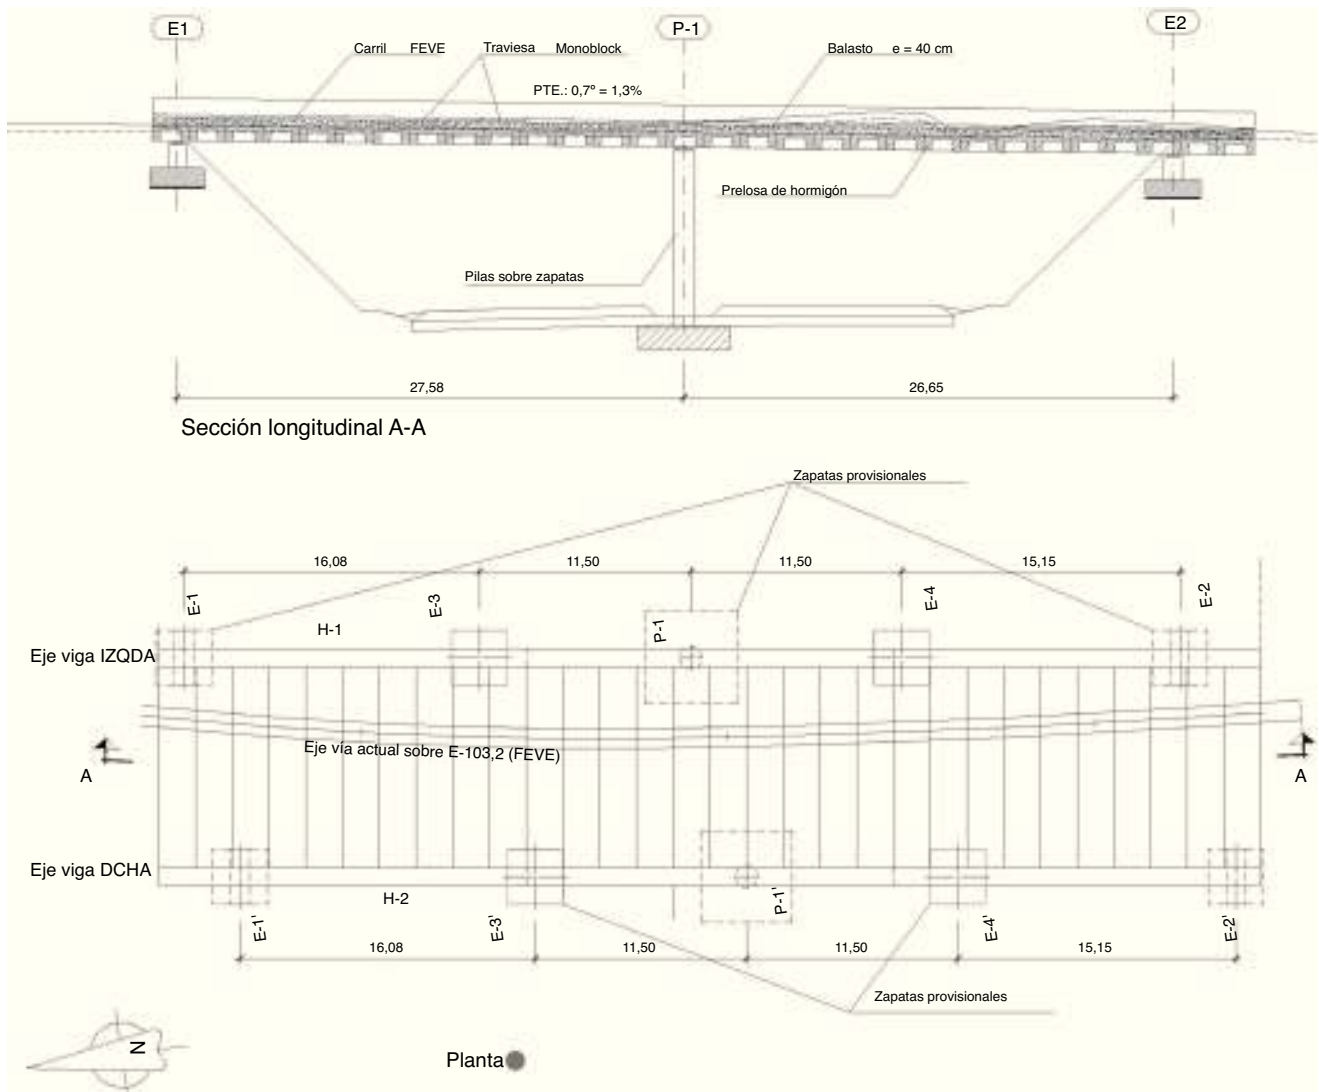 E1
P-1
E2
Carril FEVE
Traviesa Monoblock
Balasto e = 40 cm
PTE.: 0,7º = 1,3%
Prelosa de hormigón
Pilas sobre zapatas
27,58
26,65
Sección longitudinal A-A
Zapatas provisionales
16,08
11,50
11,50
15,15
E-1
E-3
P-1
E-4
E-2
H-1
Eje viga IZQDA
Eje vía actual sobre E-103,2 (FEVE)
A
A
Eje viga DCHA
H-2
E-1'
E-3'
P-1'
E-4'
E-2'
16,08
11,50
11,50
15,15
Zapatas provisionales
N
Planta